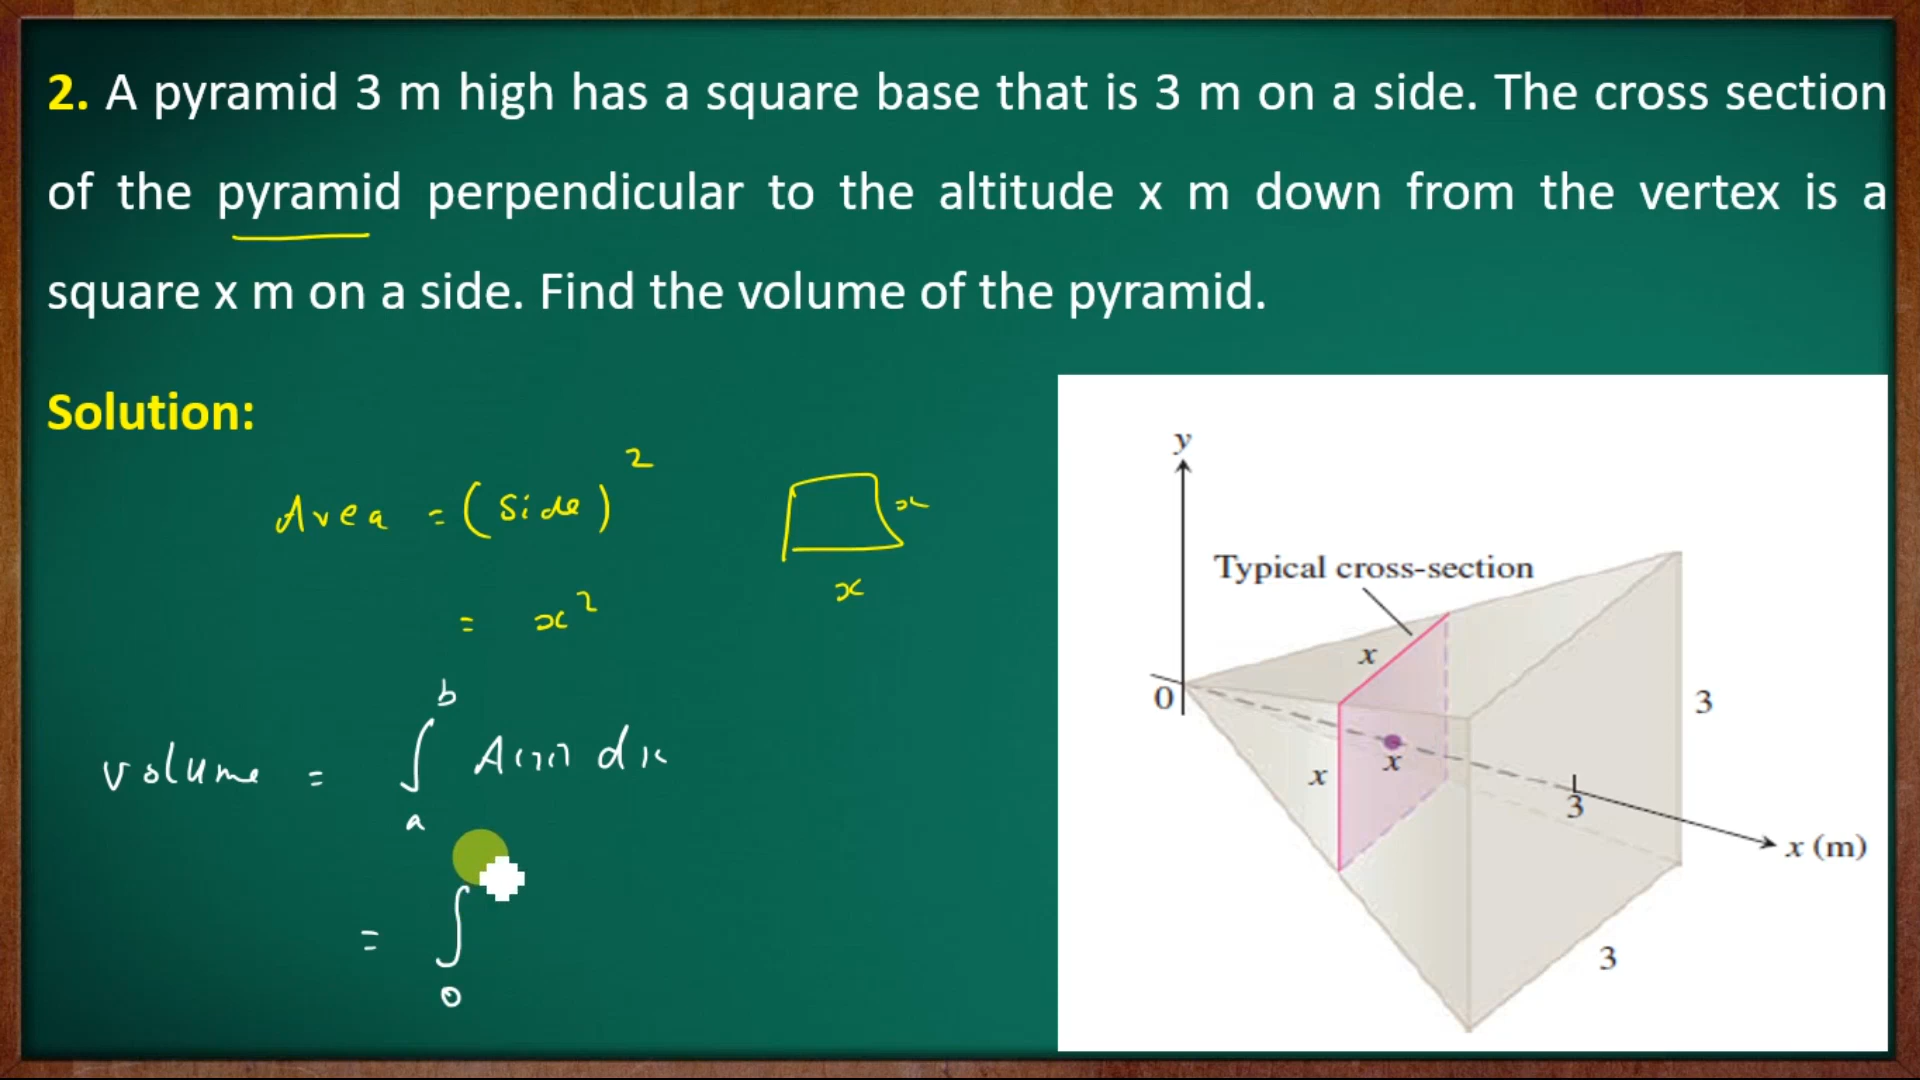 2. A pyramid 3 m high has a square base that is 3 m on a side. The cross section
of the pyramid perpendicular to the altitude x m down from the vertex is a
square x m on a side. Find the volume of the pyramid.
Solution:
Area = (side)²
x
x
= x²
volume = ∫ₐᵇ A(x) dx
= ∫₀
y
Typical cross-section
x
0
3
x
x
3
x (m)
3